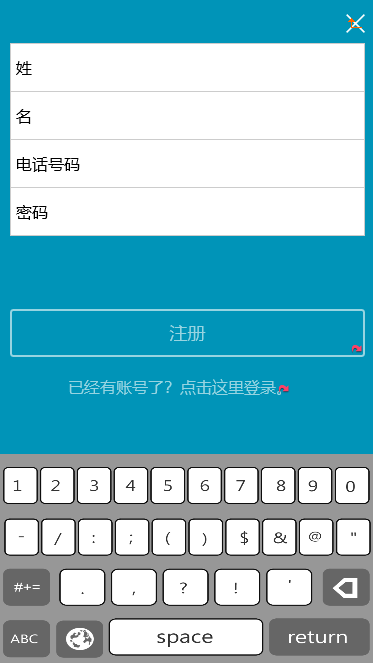 姓
名
电话号码
密码
注册
已经有账号了？点击这里登录。
1 2 3 4 5 6 7 8 9 0
- / : ; ( ) $ & @ "
#+= . , ? ! '
ABC space return